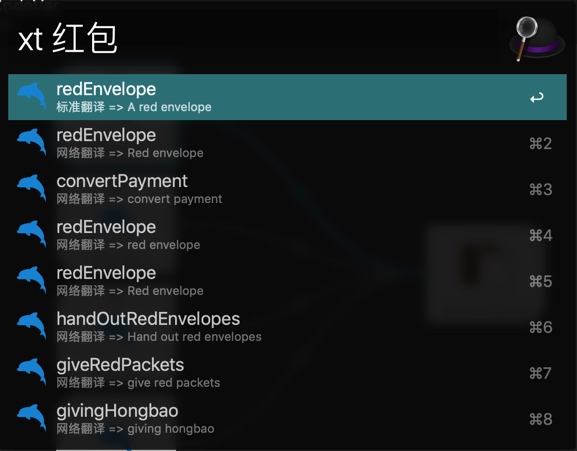 xt 红包
redEnvelope
标准翻译 => A red envelope
redEnvelope
网络翻译 => Red envelope
⌘2
convertPayment
网络翻译 => convert payment
⌘3
redEnvelope
网络翻译 => red envelope
⌘4
redEnvelope
网络翻译 => Red envelope
⌘5
handOutRedEnvelopes
网络翻译 => Hand out red envelopes
⌘6
giveRedPackets
网络翻译 => give red packets
⌘7
givingHongbao
网络翻译 => giving hongbao
⌘8